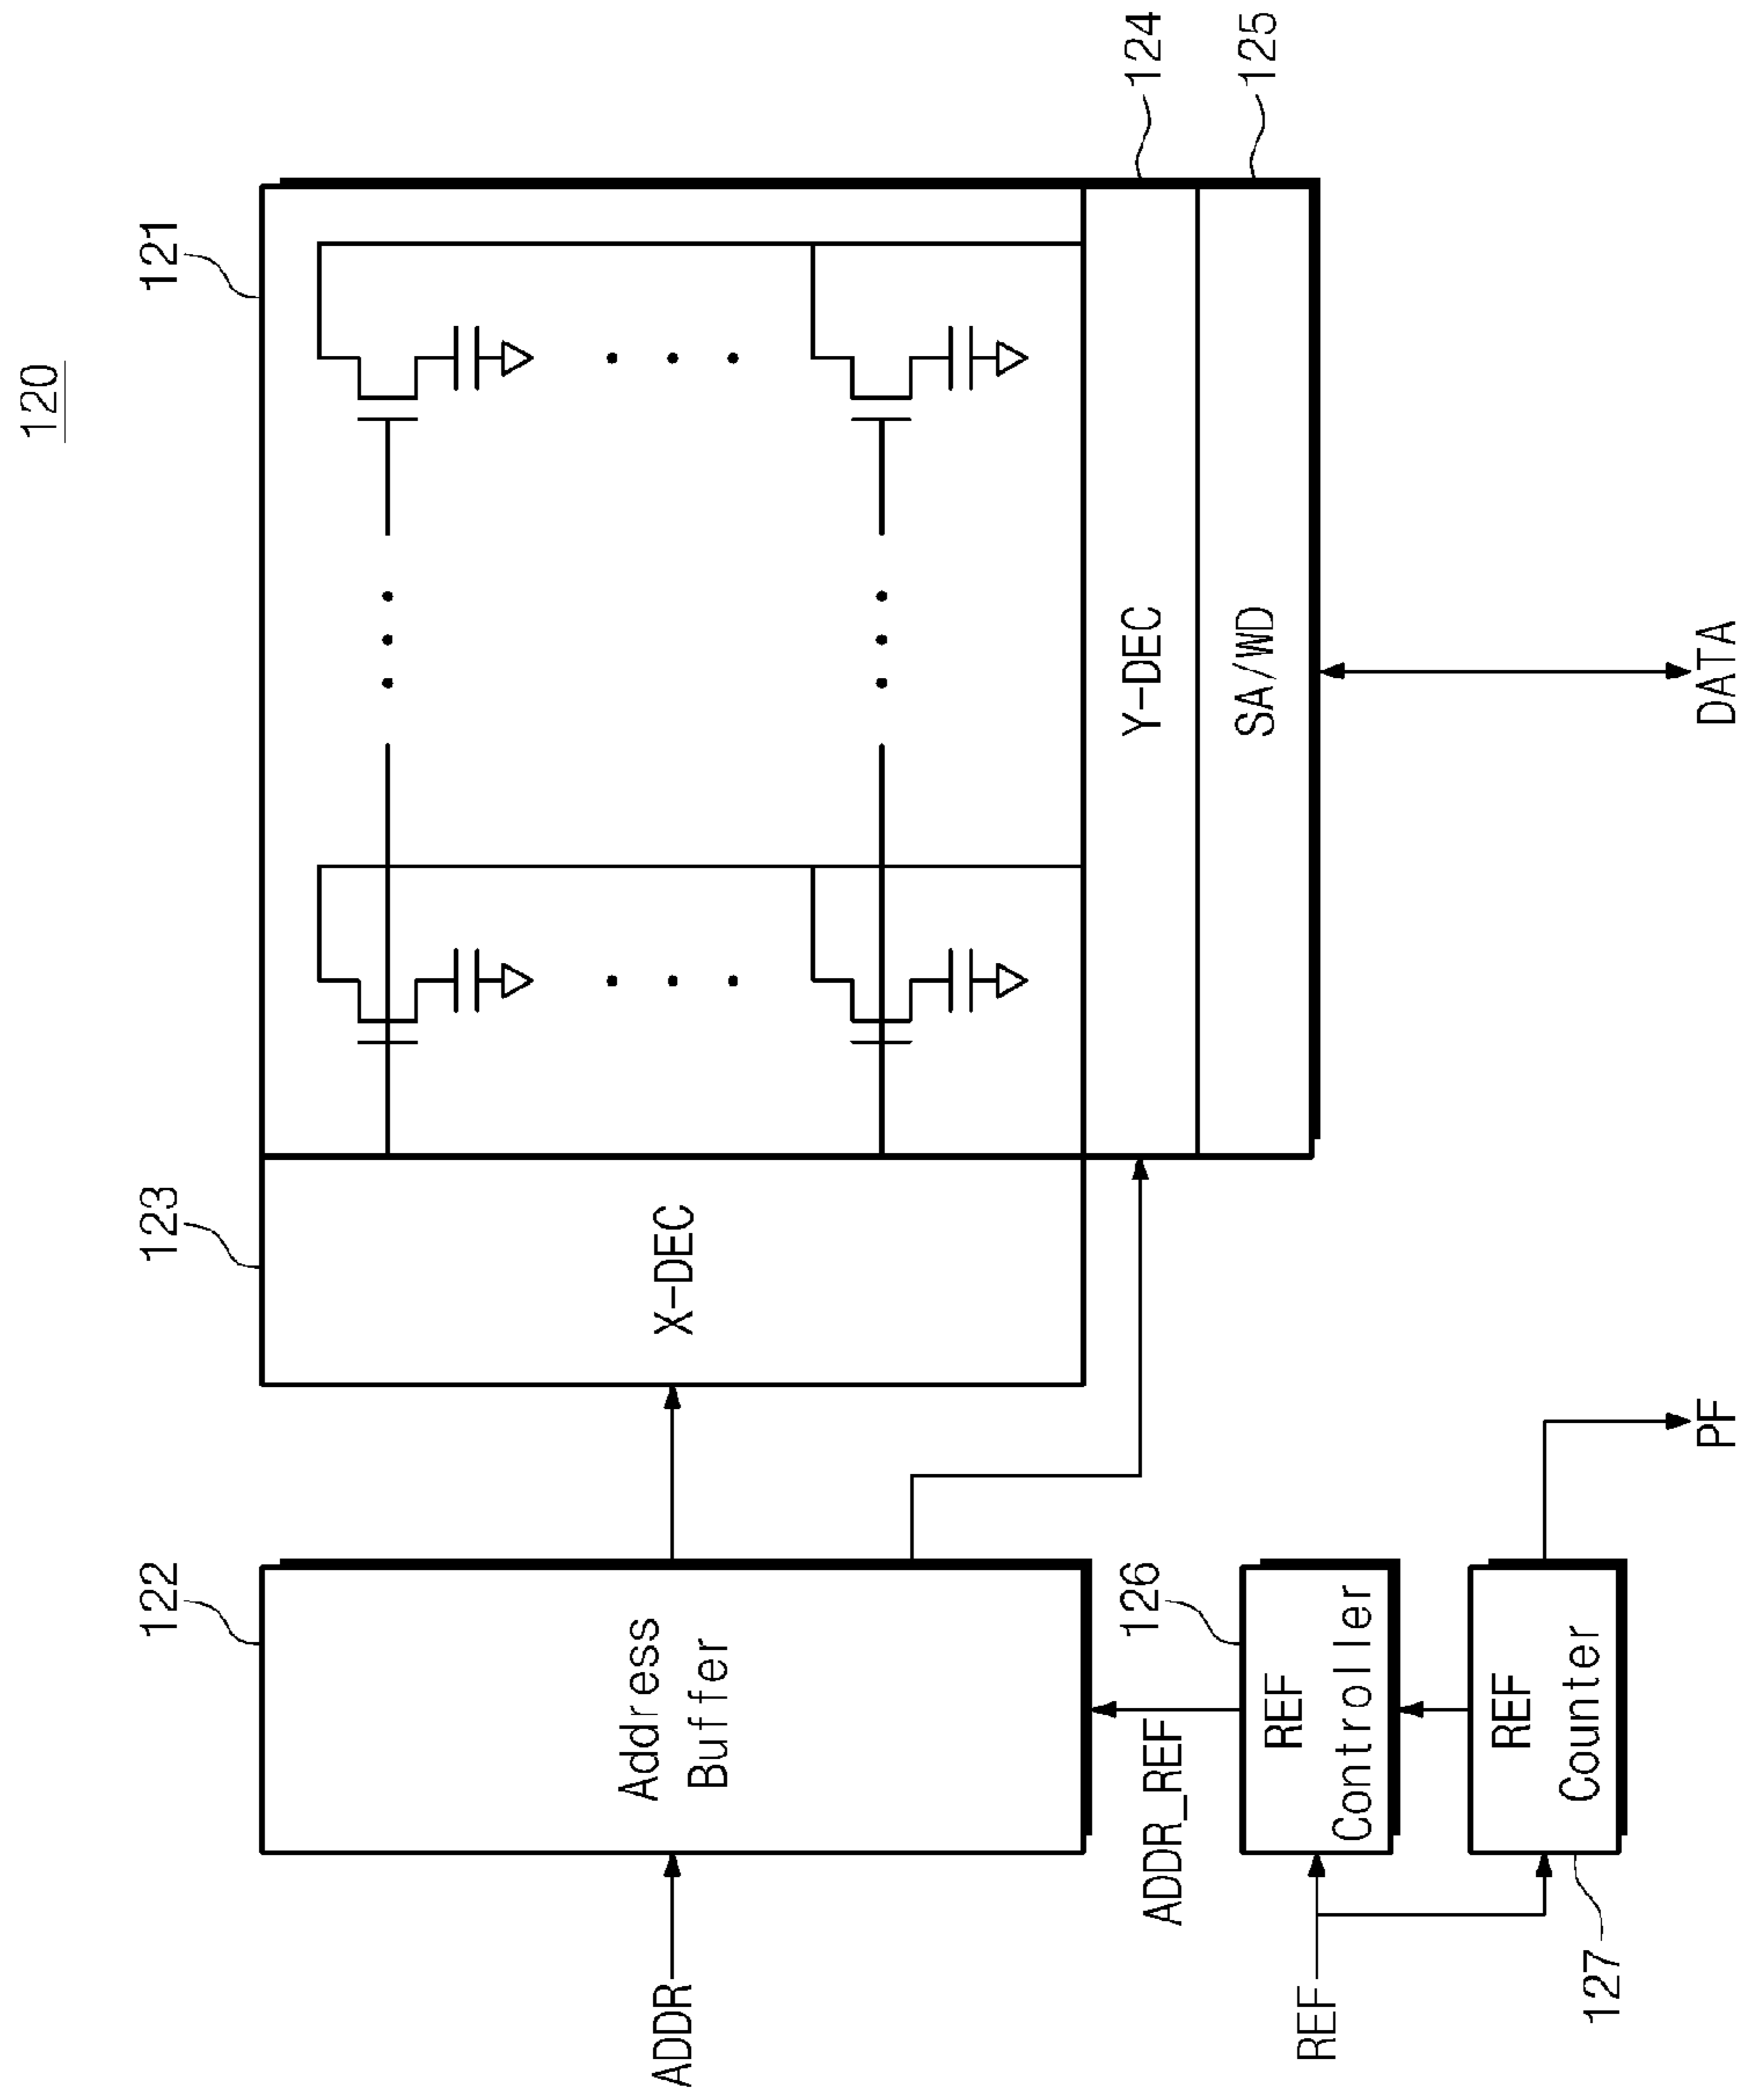 120
121
123
122
X-DEC
Address
Buffer
ADDR
Y-DEC
124
SA/WD
125
DATA
ADDR_REF
126
REF
Controller
REF
REF
Counter
127
PF